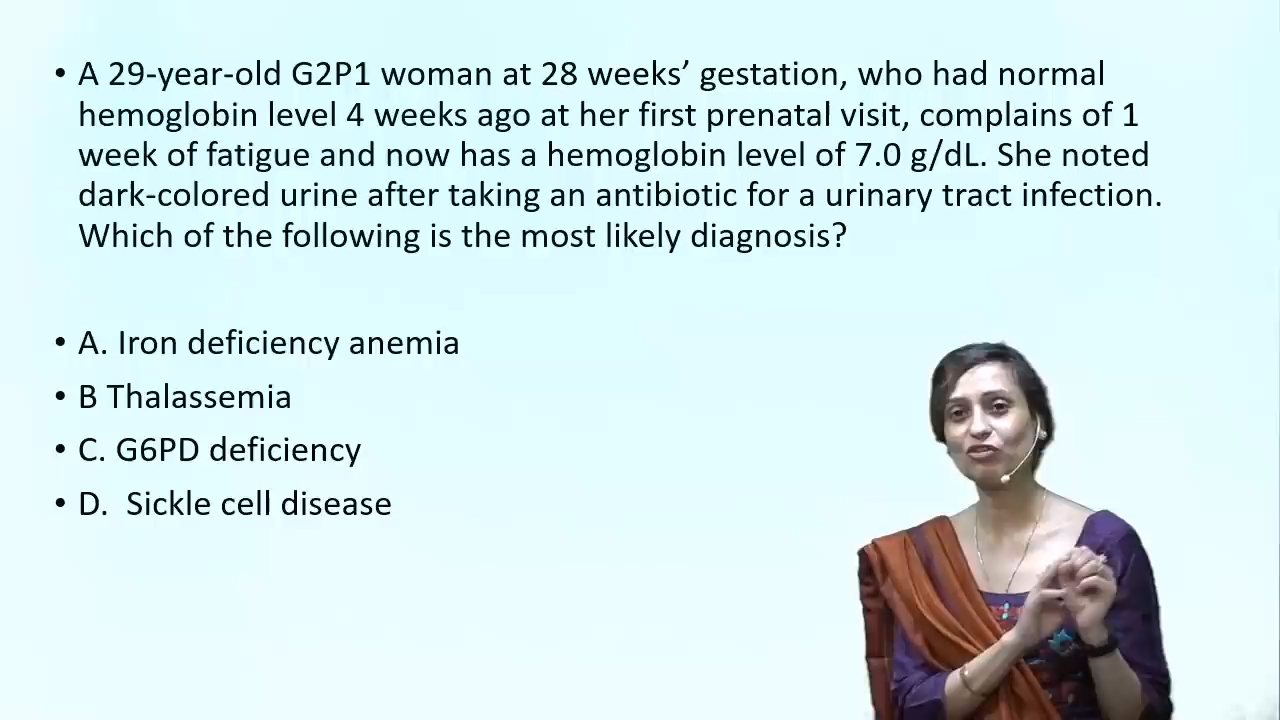 • A 29-year-old G2P1 woman at 28 weeks’ gestation, who had normal
hemoglobin level 4 weeks ago at her first prenatal visit, complains of 1
week of fatigue and now has a hemoglobin level of 7.0 g/dL. She noted
dark-colored urine after taking an antibiotic for a urinary tract infection.
Which of the following is the most likely diagnosis?
• A. Iron deficiency anemia
• B Thalassemia
• C. G6PD deficiency
• D. Sickle cell disease